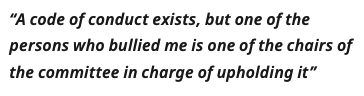 “A code of conduct exists, but one of the
persons who bullied me is one of the chairs of
the committee in charge of upholding it”